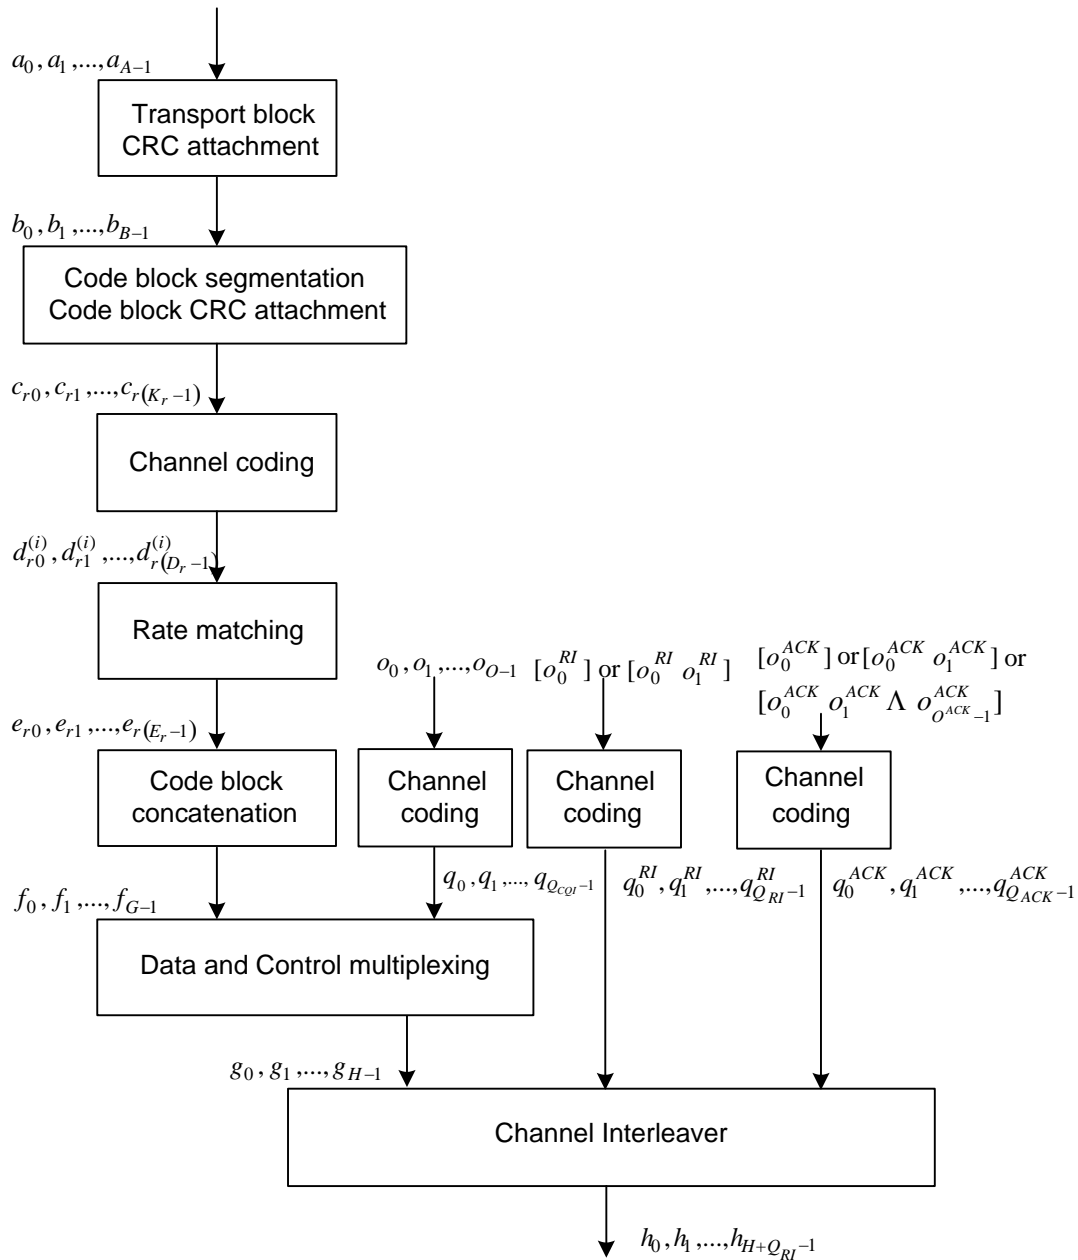 a_0, a_1,...,a_{A-1}
Transport block
CRC attachment
b_0, b_1,...,b_{B-1}
Code block segmentation
Code block CRC attachment
c_{r0}, c_{r1},...,c_{r(K_r-1)}
Channel coding
d_{r0}^{(i)}, d_{r1}^{(i)},...,d_{r(D_r-1)}^{(i)}
Rate matching
o_0, o_1,...,o_{O-1}
[o_0^{RI}] or [o_0^{RI} o_1^{RI}]
[o_0^{ACK}] or [o_0^{ACK} o_1^{ACK}] or
[o_0^{ACK} o_1^{ACK} Λ o_{O^{ACK}-1}^{ACK}]
e_{r0}, e_{r1},...,e_{r(E_r-1)}
Code block
concatenation
Channel
coding
Channel
coding
Channel
coding
f_0, f_1,...,f_{G-1}
q_0, q_1,..., q_{Q_{CQI}-1}
q_0^{RI}, q_1^{RI},...,q_{Q_{RI}-1}^{RI}
q_0^{ACK}, q_1^{ACK},...,q_{Q_{ACK}-1}^{ACK}
Data and Control multiplexing
g_0, g_1,..., g_{H-1}
Channel Interleaver
h_0, h_1,...,h_{H+Q_{RI}-1}